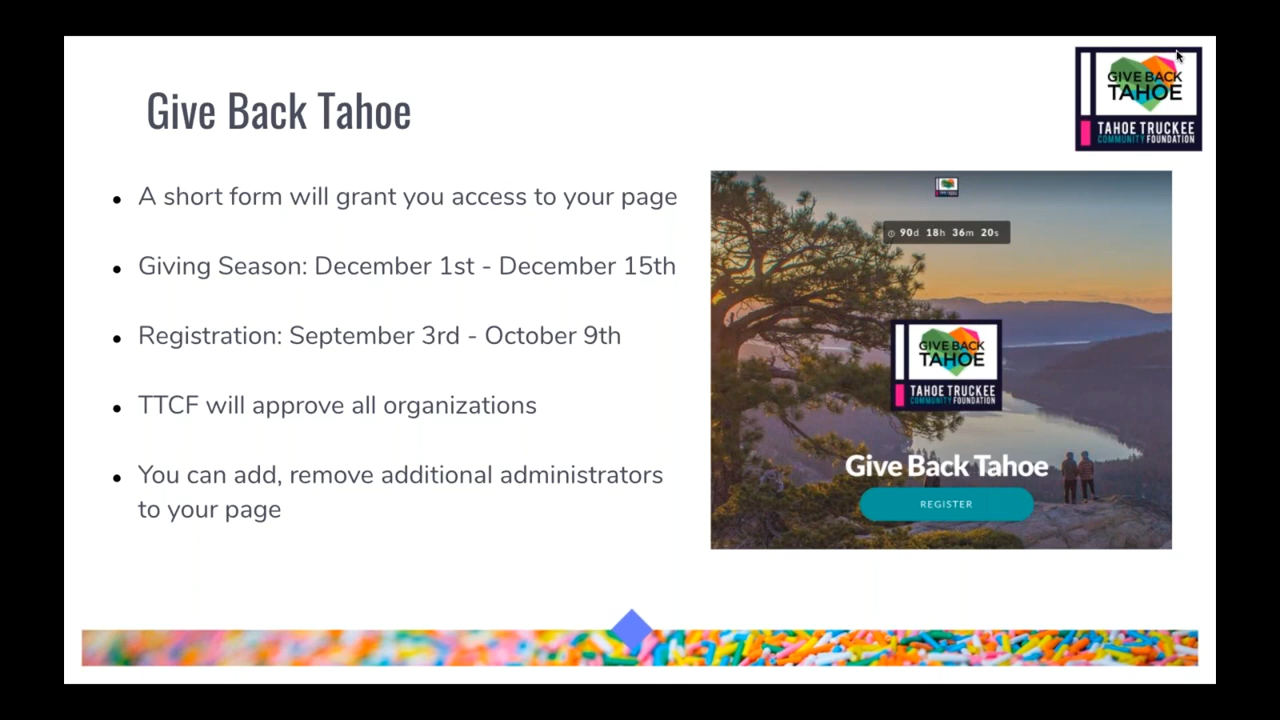 Give Back Tahoe
GIVE BACK
TAHOE
TAHOE TRUCKEE
COMMUNITY FOUNDATION
• A short form will grant you access to your page
• Giving Season: December 1st - December 15th
• Registration: September 3rd - October 9th
• TTCF will approve all organizations
• You can add, remove additional administrators
to your page
90d 18h 36m 20s
GIVE BACK
TAHOE
TAHOE TRUCKEE
COMMUNITY FOUNDATION
Give Back Tahoe
REGISTER